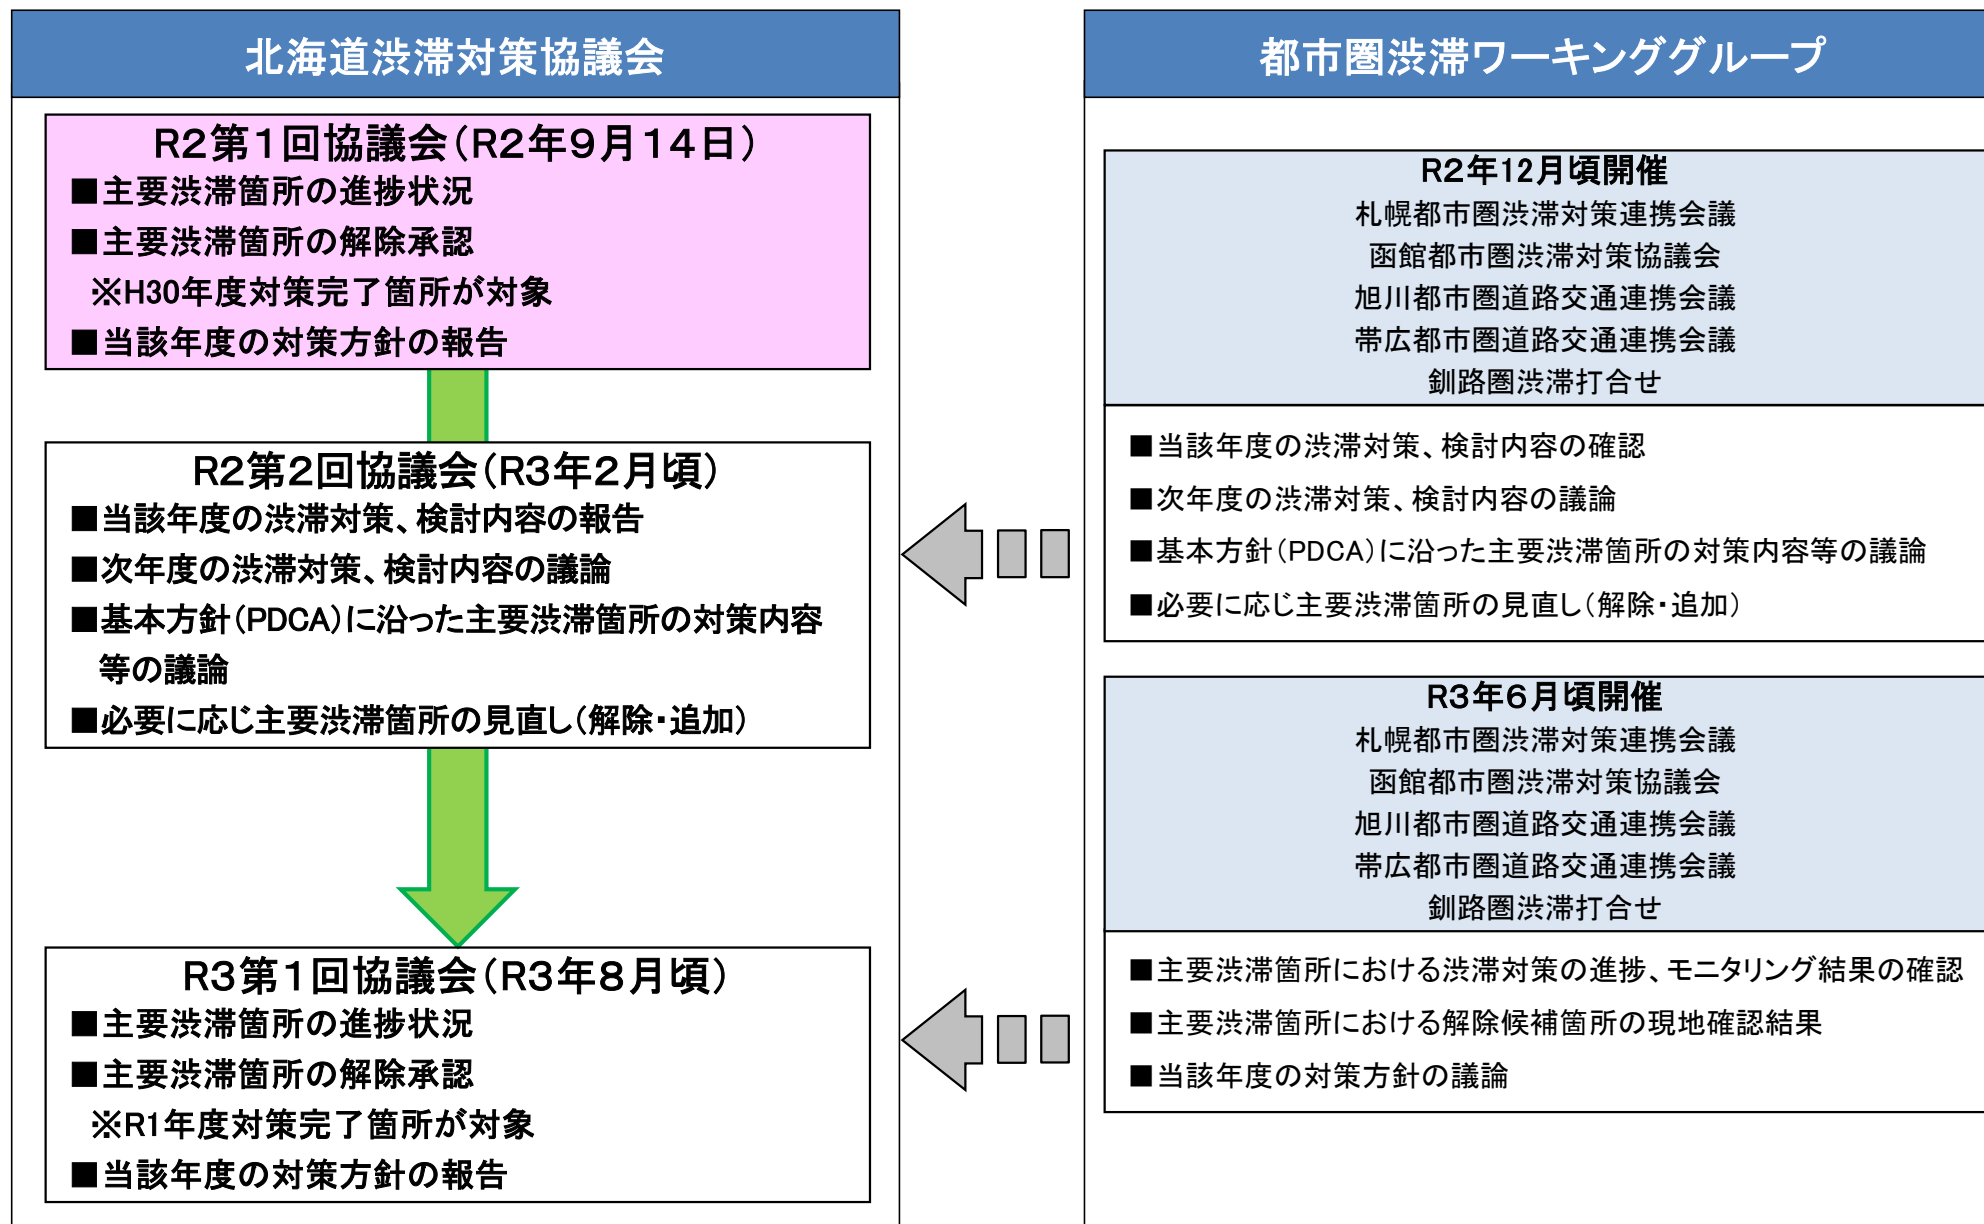 北海道渋滞対策協議会
R2第1回協議会（R2年9月14日）
■主要渋滞箇所の進捗状況
■主要渋滞箇所の解除承認
※H30年度対策完了箇所が対象
■当該年度の対策方針の報告
R2第2回協議会（R3年2月頃）
■当該年度の渋滞対策、検討内容の報告
■次年度の渋滞対策、検討内容の議論
■基本方針（PDCA）に沿った主要渋滞箇所の対策内容
等の議論
■必要に応じ主要渋滞箇所の見直し（解除・追加）
R3第1回協議会（R3年8月頃）
■主要渋滞箇所の進捗状況
■主要渋滞箇所の解除承認
※R1年度対策完了箇所が対象
■当該年度の対策方針の報告
都市圏渋滞ワーキンググループ
R2年12月頃開催
札幌都市圏渋滞対策連携会議
函館都市圏渋滞対策協議会
旭川都市圏道路交通連携会議
帯広都市圏道路交通連携会議
釧路圏渋滞打合せ
■当該年度の渋滞対策、検討内容の確認
■次年度の渋滞対策、検討内容の議論
■基本方針（PDCA）に沿った主要渋滞箇所の対策内容等の議論
■必要に応じ主要渋滞箇所の見直し（解除・追加）
R3年6月頃開催
札幌都市圏渋滞対策連携会議
函館都市圏渋滞対策協議会
旭川都市圏道路交通連携会議
帯広都市圏道路交通連携会議
釧路圏渋滞打合せ
■主要渋滞箇所における渋滞対策の進捗、モニタリング結果の確認
■主要渋滞箇所における解除候補箇所の現地確認結果
■当該年度の対策方針の議論